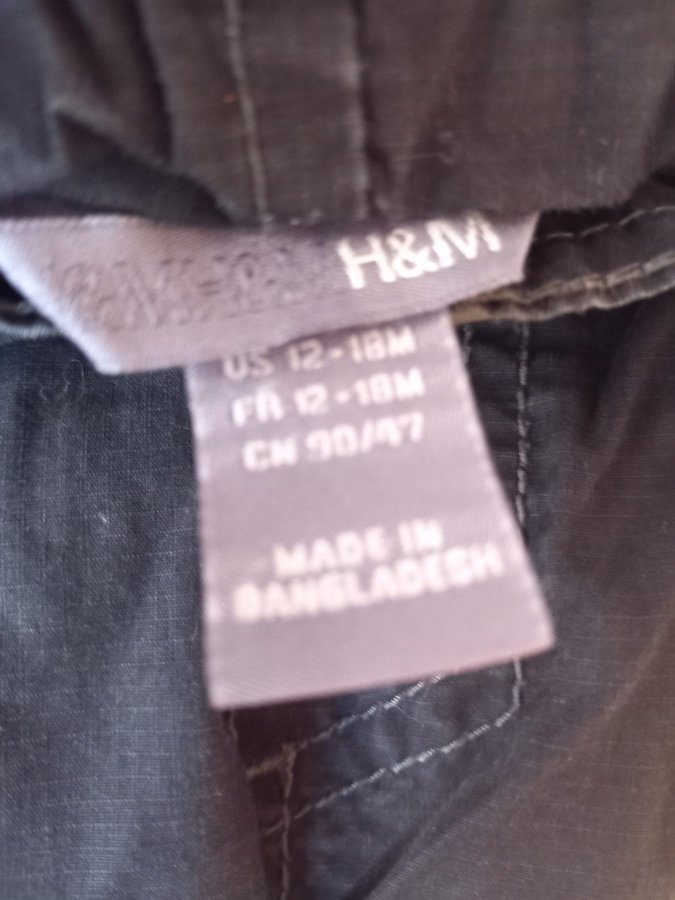 H&M
US 12-18M
FR 12-18M
CN 90/47
MADE IN
BANGLADESH